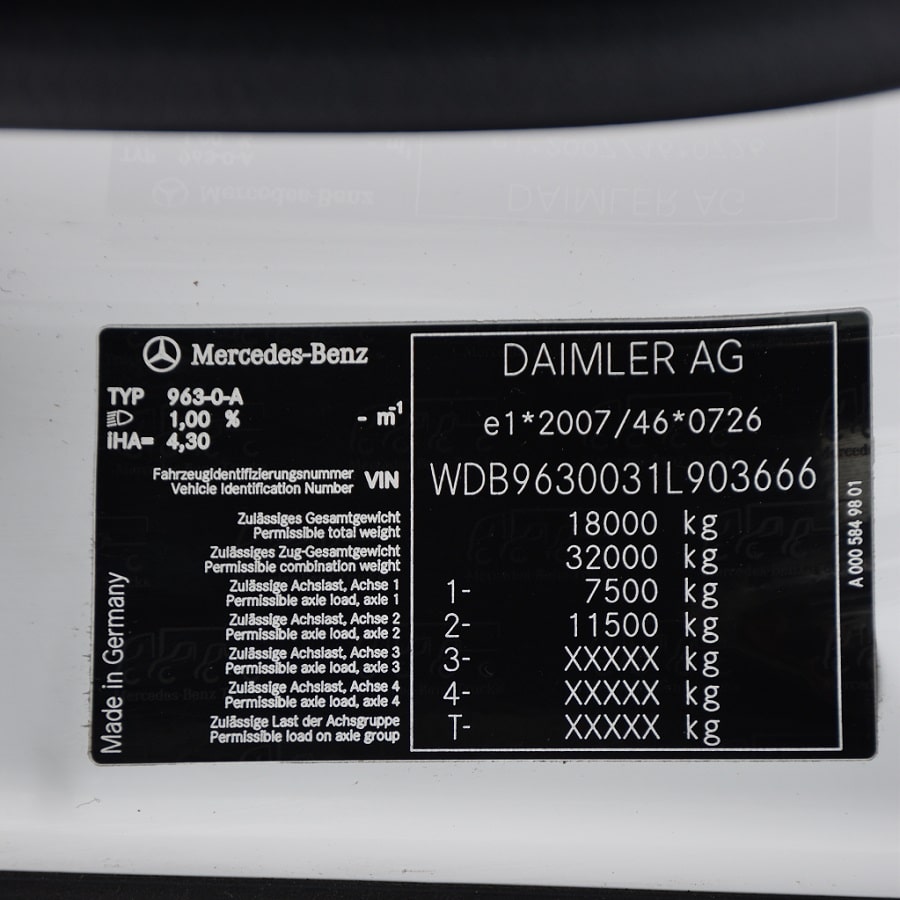 Mercedes-Benz
TYP 963-0-A
1,00 % - m⁻¹
iHA= 4,30
DAIMLER AG
e1*2007/46*0726
Fahrzeugidentifizierungsnummer
Vehicle Identification Number VIN WDB9630031L903666
Zulässiges Gesamtgewicht
Permissible total weight 18000 kg
Zulässiges Zug-Gesamtgewicht
Permissible combination weight 32000 kg
Zulässige Achslast, Achse 1
Permissible axle load, axle 1 1- 7500 kg
Zulässige Achslast, Achse 2
Permissible axle load, axle 2 2- 11500 kg
Zulässige Achslast, Achse 3
Permissible axle load, axle 3 3- XXXXX kg
Zulässige Achslast, Achse 4
Permissible axle load, axle 4 4- XXXXX kg
Zulässige Last der Achsgruppe
Permissible load on axle group T- XXXXX kg
Made in Germany
A 000 584 98 01